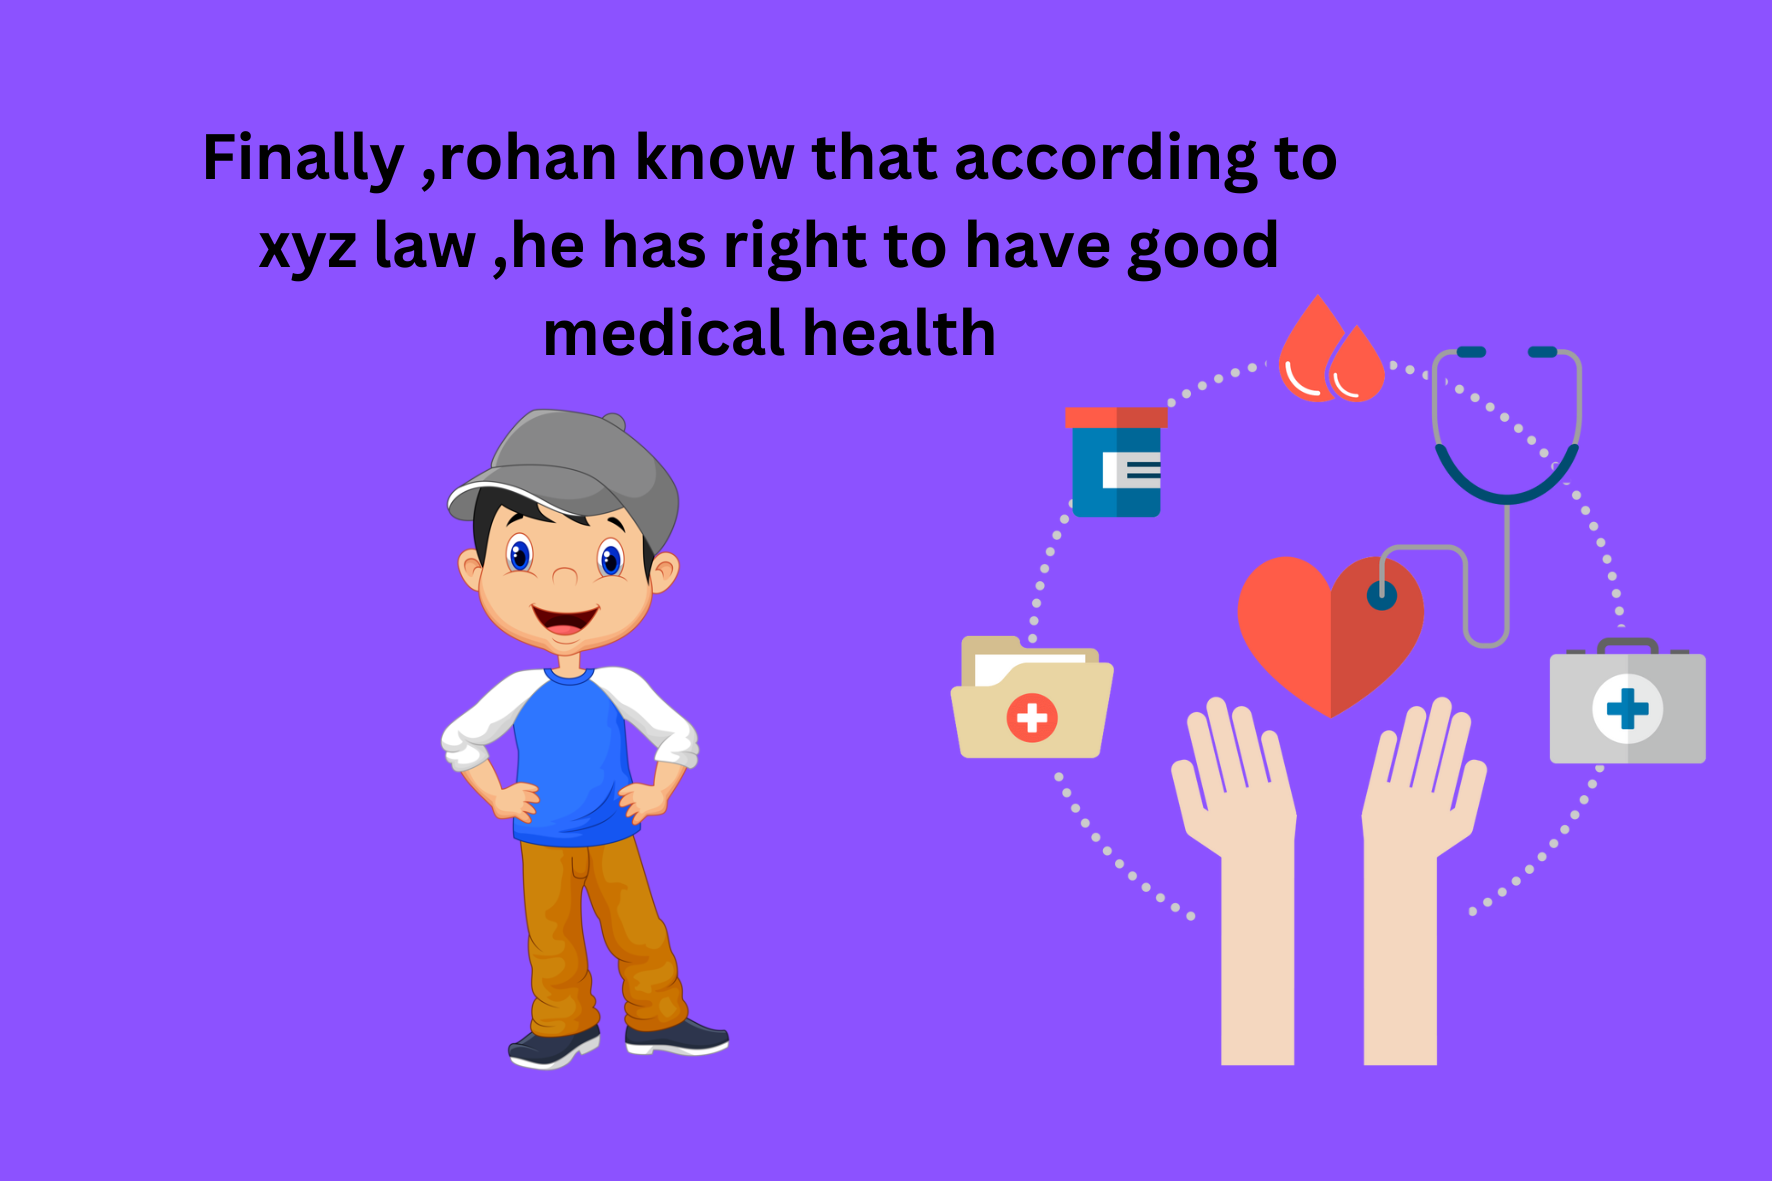 Finally ,rohan know that according to
xyz law ,he has right to have good
medical health